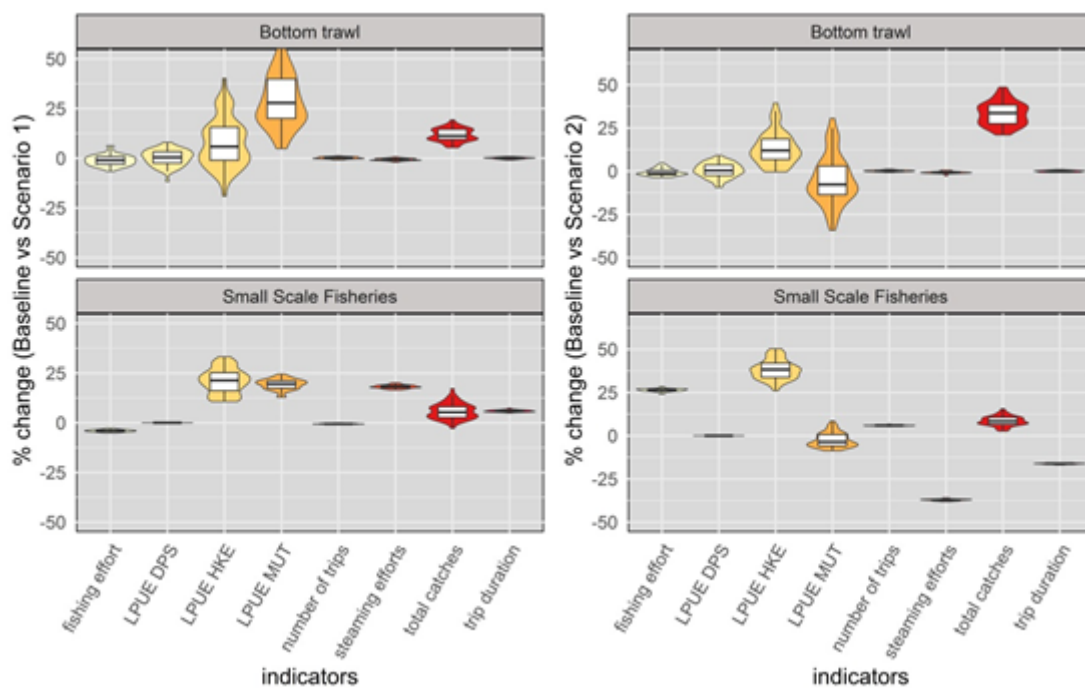 Bottom trawl
50
25
0
-25
-50
Small Scale Fisheries
50
25
0
-25
-50
% change (Baseline vs Scenario 1)
fishing effort
LPUE DPS
LPUE HKE
LPUE MUT
number of trips
steaming efforts
total catches
trip duration
indicators
Bottom trawl
50
25
0
-25
-50
Small Scale Fisheries
50
25
0
-25
-50
% change (Baseline vs Scenario 2)
fishing effort
LPUE DPS
LPUE HKE
LPUE MUT
number of trips
steaming efforts
total catches
trip duration
indicators